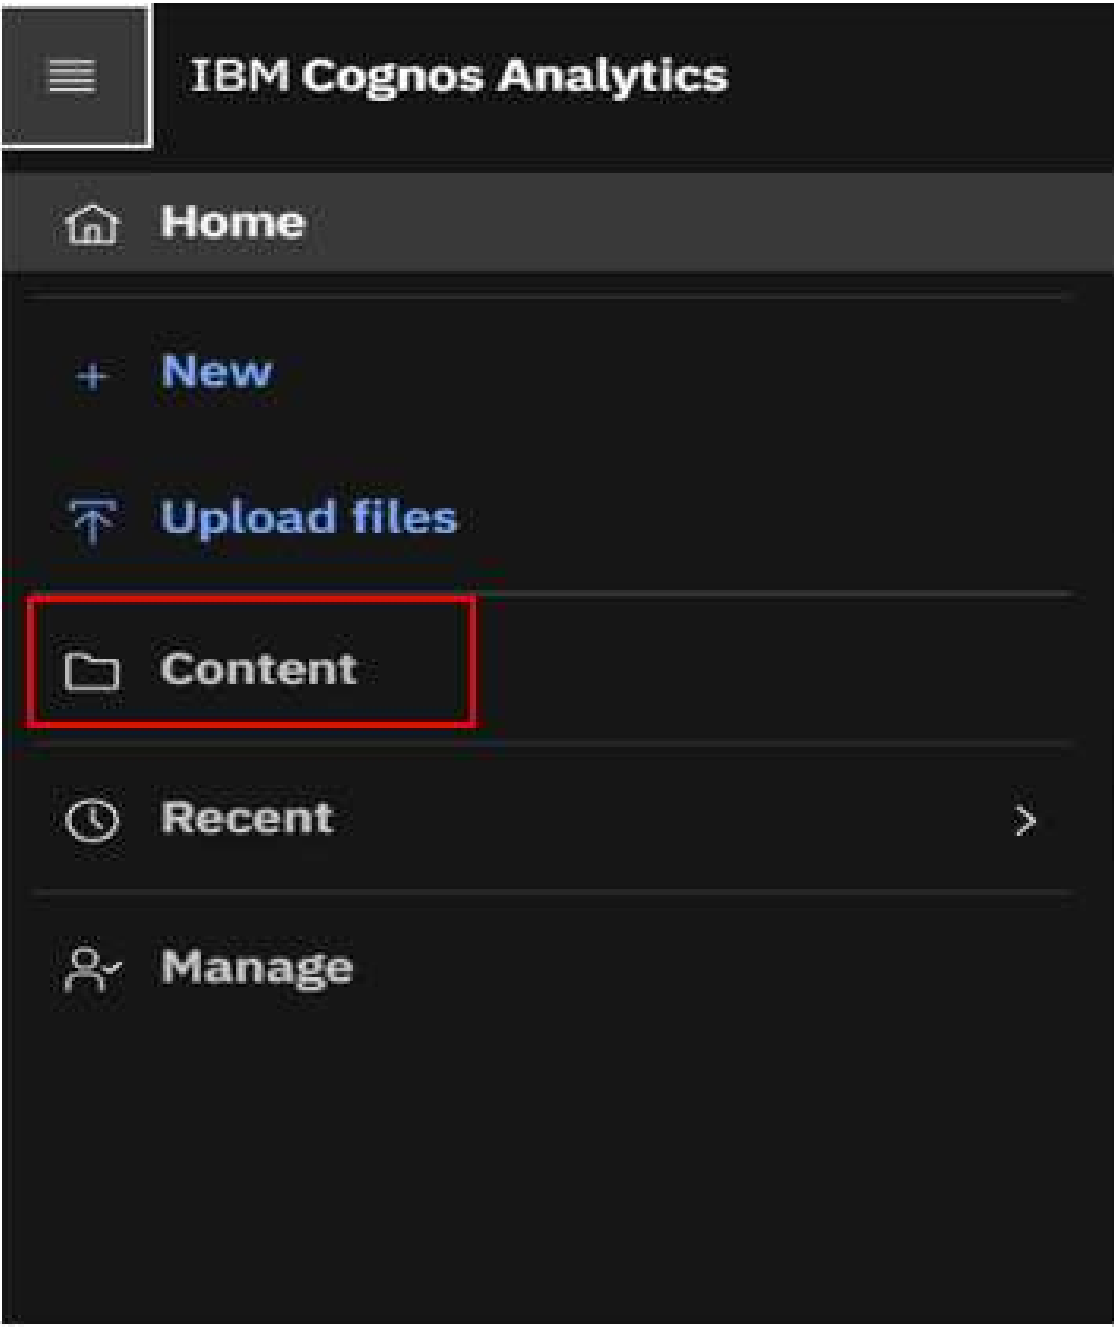 IBM Cognos Analytics
Home
New
Upload files
Content
Recent
Manage